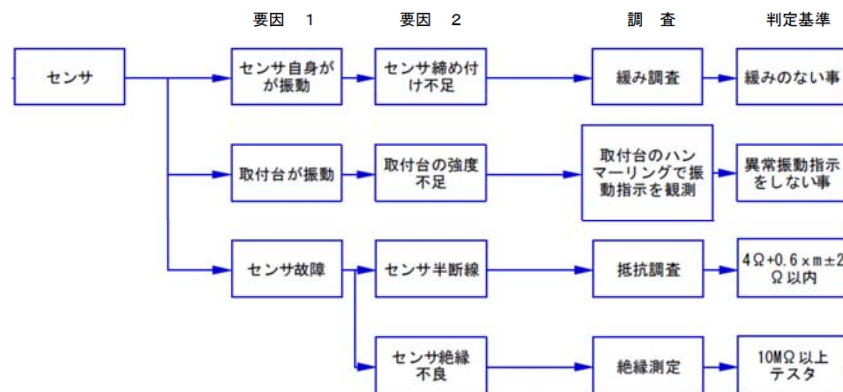 要因 1 要因 2 調 査 判定基準
センサ
センサ自身が
が振動
センサ締め付
け不足
緩み調査
緩みのない事
取付台が振動
取付台の強度
不足
取付台のハン
マーリングで振
動指示を観測
異常振動指示
をしない事
センサ故障
センサ半断線
抵抗調査
4Ω+0.6xm±2
Ω以内
センサ絶縁
不良
絶縁測定
10MΩ以上
テスタ